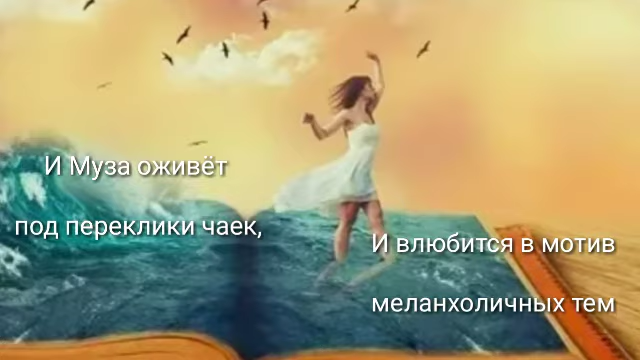 И Муза оживёт
под переклики чаек,
И влюбится в мотив
меланхоличных тем